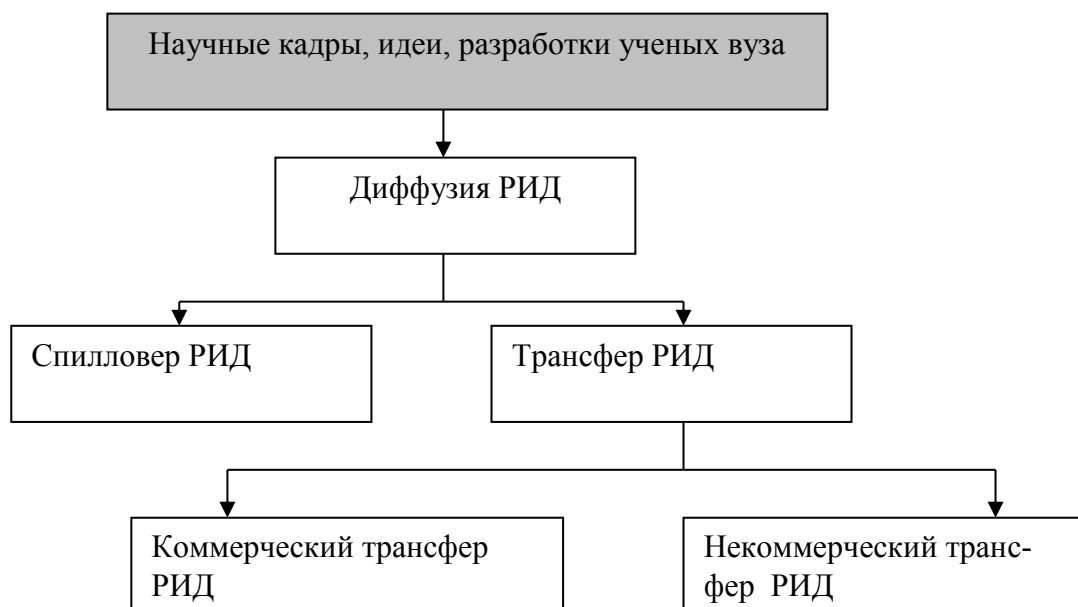 Научные кадры, идеи, разработки ученых вуза
Диффузия РИД
Спилловер РИД
Трансфер РИД
Коммерческий трансфер
РИД
Некоммерческий транс-
фер РИД